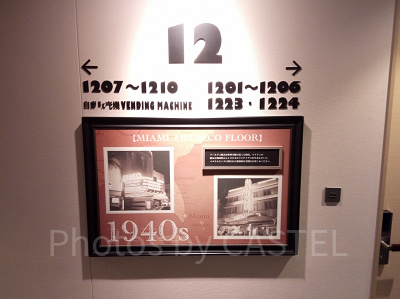 12
1207～1210
1201～1206
自動販売機 VENDING MACHINE
1223・1224
【MIAMI ART DECO FLOOR】
Miami
1940s
Photos by CASTEL